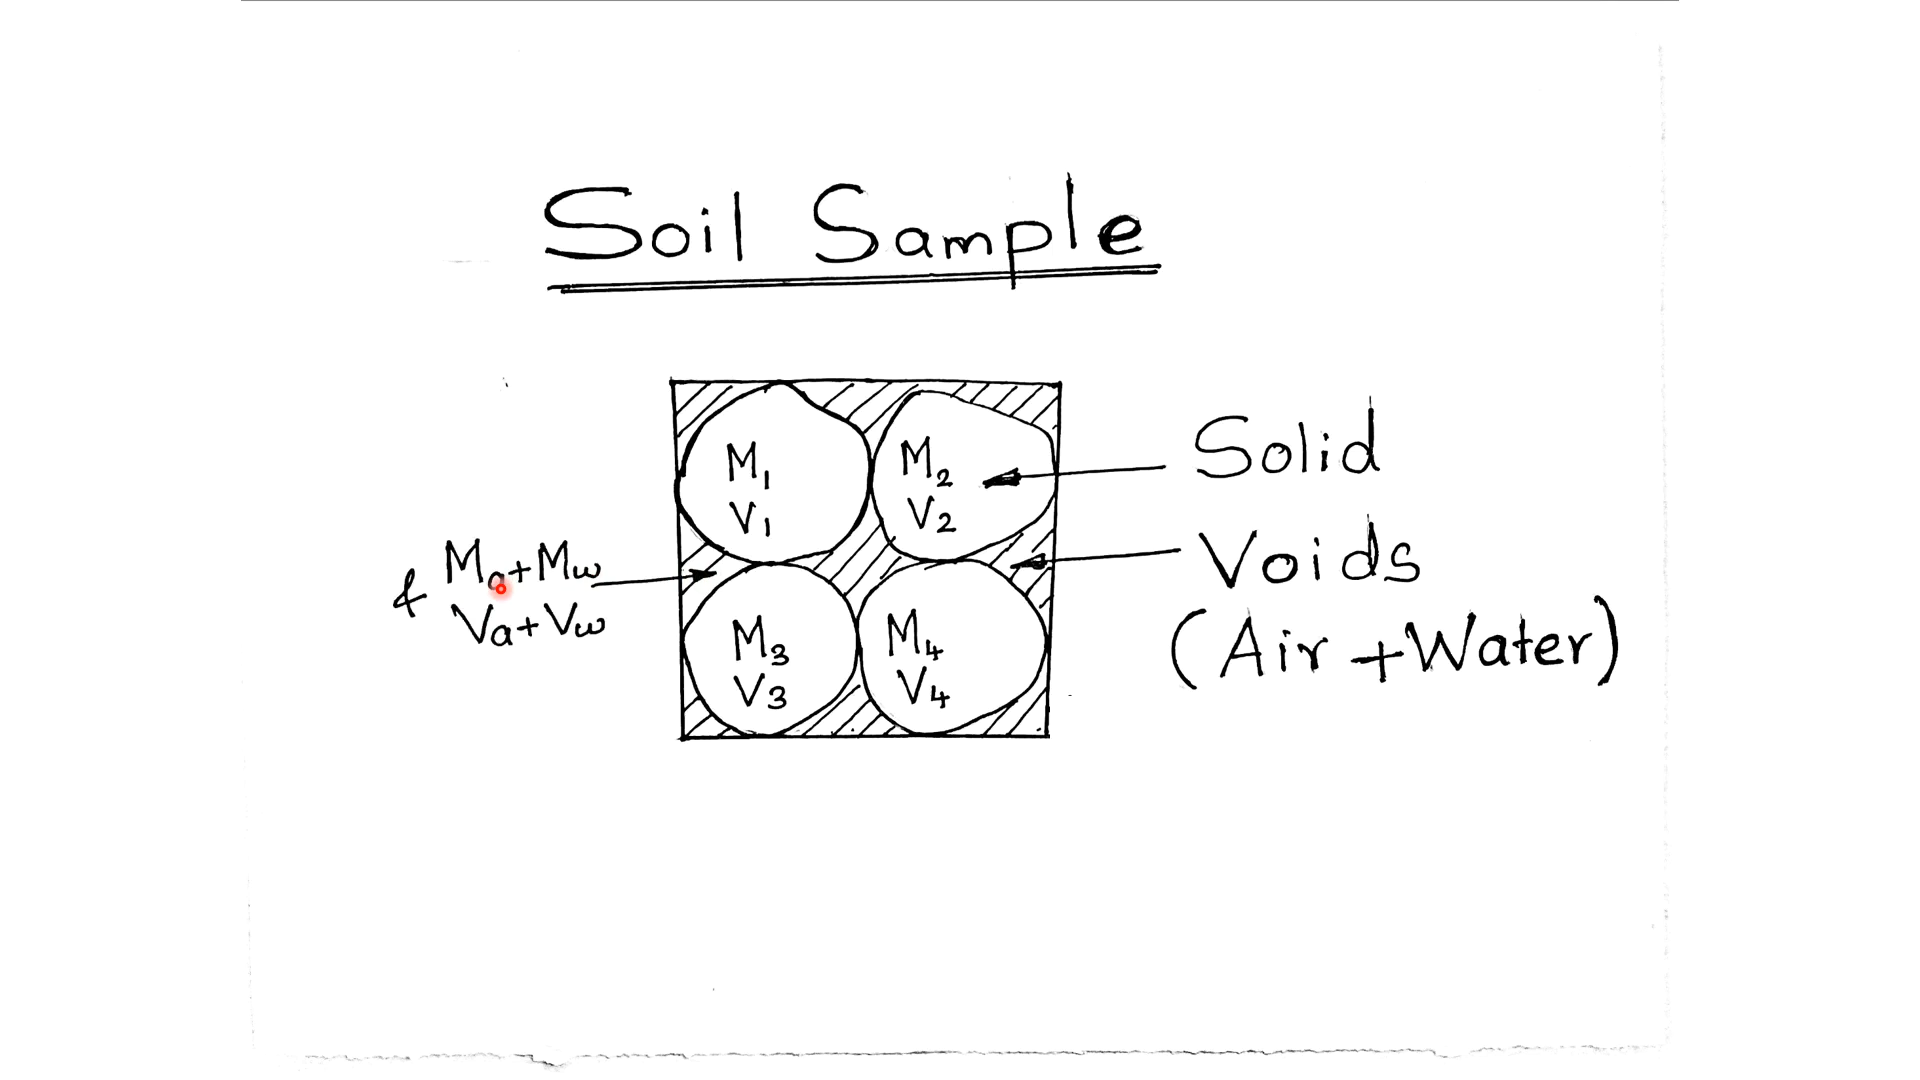 Soil Sample
M₁
V₁
M₂
V₂
Solid
Voids
(Air + Water)
& Ma+Mw
Va+Vw
M₃
V₃
M₄
V₄